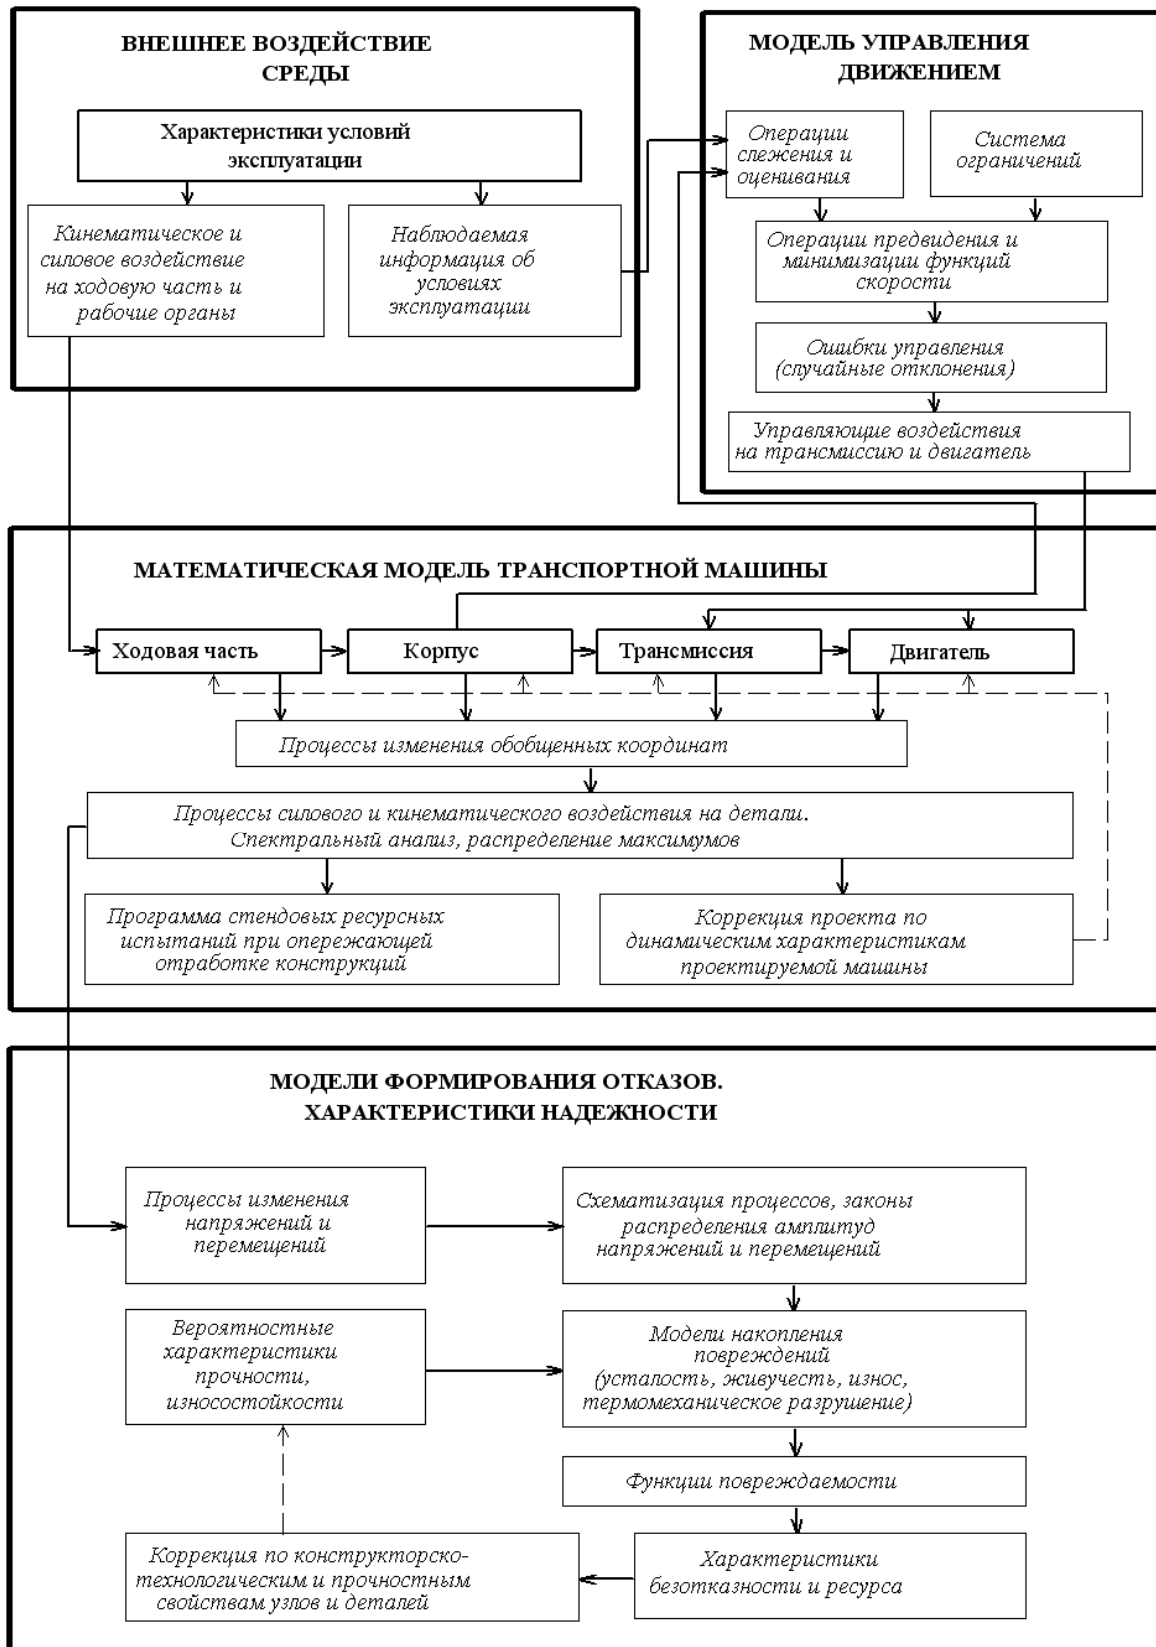 ВНЕШНЕЕ ВОЗДЕЙСТВИЕ
СРЕДЫ
Характеристики условий
эксплуатации
Кинематическое и
силовое воздействие
на ходовую часть и
рабочие органы
Наблюдаемая
информация об
условиях
эксплуатации
МОДЕЛЬ УПРАВЛЕНИЯ
ДВИЖЕНИЕМ
Операции
слежения и
оценивания
Система
ограничений
Операции предвидения и
минимизации функций
скорости
Ошибки управления
(случайные отклонения)
Управляющие воздействия
на трансмиссию и двигатель
МАТЕМАТИЧЕСКАЯ МОДЕЛЬ ТРАНСПОРТНОЙ МАШИНЫ
Ходовая часть
Корпус
Трансмиссия
Двигатель
Процессы изменения обобщенных координат
Процессы силового и кинематического воздействия на детали.
Спектральный анализ, распределение максимумов
Программа стендовых ресурсных
испытаний при опережающей
отработке конструкций
Коррекция проекта по
динамическим характеристикам
проектируемой машины
МОДЕЛИ ФОРМИРОВАНИЯ ОТКАЗОВ.
ХАРАКТЕРИСТИКИ НАДЕЖНОСТИ
Процессы изменения
напряжений и
перемещений
Схематизация процессов, законы
распределения амплитуд
напряжений и перемещений
Вероятностные
характеристики
прочности,
износостойкости
Модели накопления
повреждений
(усталость, живучесть, износ,
термомеханическое разрушение)
Функции повреждаемости
Коррекция по конструкторско-
технологическим и прочностным
свойствам узлов и деталей
Характеристики
безотказности и ресурса